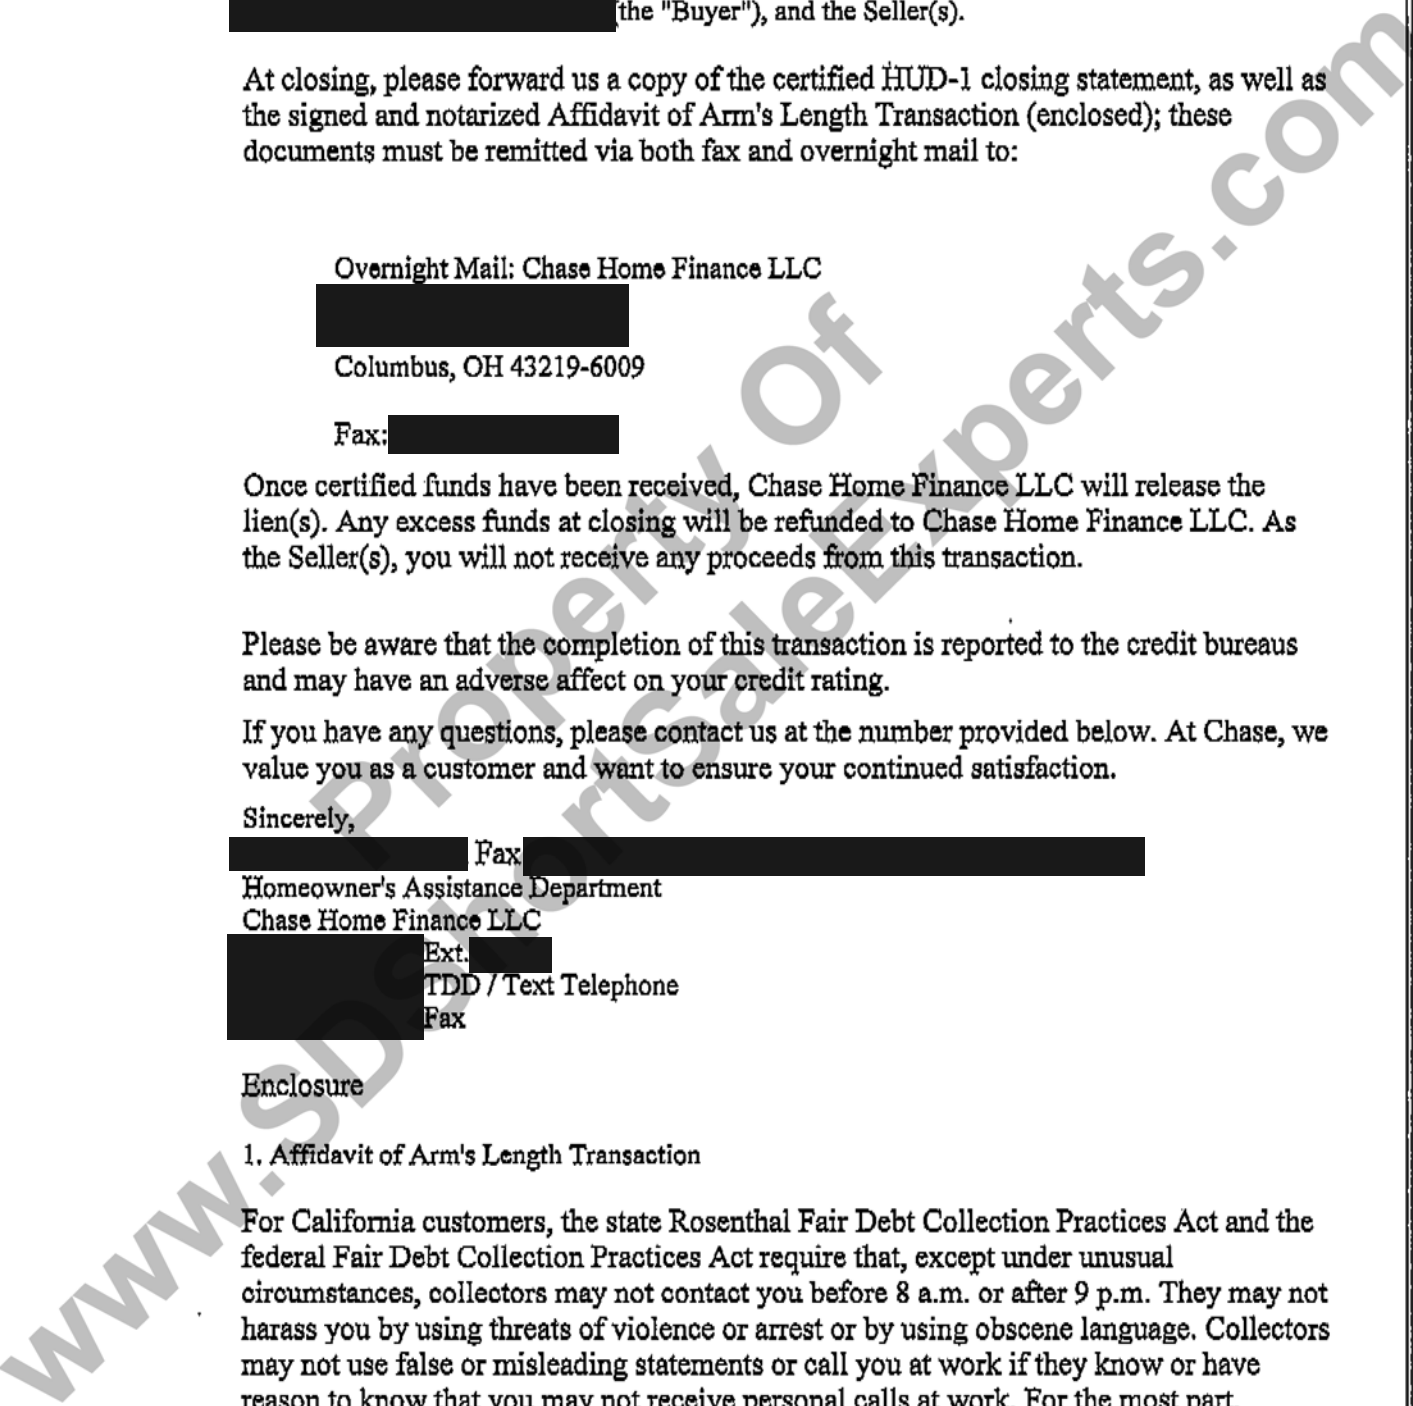 (the "Buyer"), and the Seller(s).
At closing, please forward us a copy of the certified HUD-1 closing statement, as well as
the signed and notarized Affidavit of Arm's Length Transaction (enclosed); these
documents must be remitted via both fax and overnight mail to:
Overnight Mail: Chase Home Finance LLC
Columbus, OH 43219-6009
Fax:
Once certified funds have been received, Chase Home Finance LLC will release the
lien(s). Any excess funds at closing will be refunded to Chase Home Finance LLC. As
the Seller(s), you will not receive any proceeds from this transaction.
Please be aware that the completion of this transaction is reported to the credit bureaus
and may have an adverse affect on your credit rating.
If you have any questions, please contact us at the number provided below. At Chase, we
value you as a customer and want to ensure your continued satisfaction.
Sincerely,
Fax
Homeowner's Assistance Department
Chase Home Finance LLC
Ext.
TDD / Text Telephone
Fax
Enclosure
1. Affidavit of Arm's Length Transaction
For California customers, the state Rosenthal Fair Debt Collection Practices Act and the
federal Fair Debt Collection Practices Act require that, except under unusual
circumstances, collectors may not contact you before 8 a.m. or after 9 p.m. They may not
harass you by using threats of violence or arrest or by using obscene language. Collectors
may not use false or misleading statements or call you at work if they know or have
reason to know that you may not receive personal calls at work. For the most part,
Property Of
www.SDShortSaleExperts.com